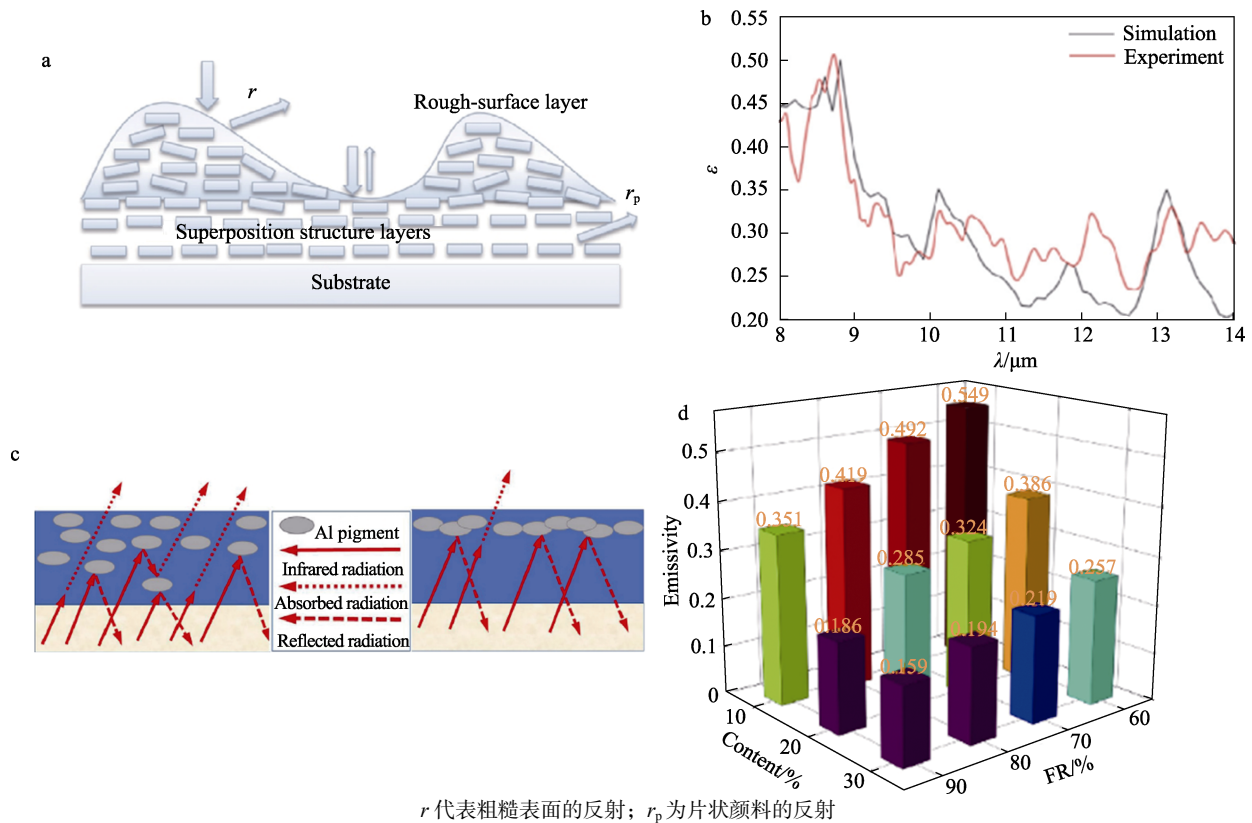 a
r
Rough-surface layer
rp
Superposition structure layers
Substrate
b
0.55
0.50
0.45
0.40
0.35
0.30
0.25
0.20
ε
Simulation
Experiment
8 9 10 11 12 13 14
λ/μm
c
Al pigment
Infrared radiation
Absorbed radiation
Reflected radiation
d
0.549
0.492
0.419
0.386
0.351
0.324
0.285
0.257
0.219
0.194
0.186
0.159
Emissivity
0.5
0.4
0.3
0.2
0.1
0
10
20
30
Content/%
90
80
70
60
FR/%
r 代表粗糙表面的反射；rp 为片状颜料的反射